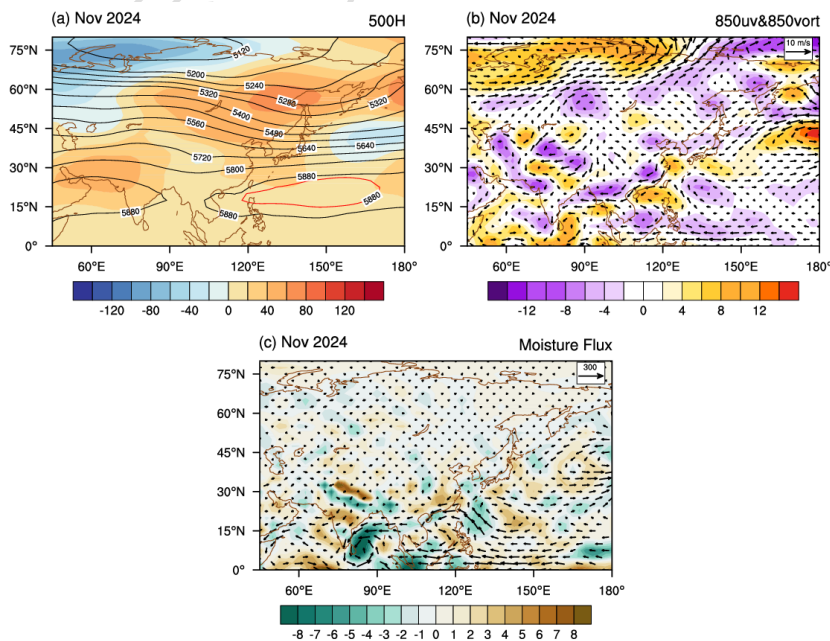 (a) Nov 2024 500H
75°N
60°N
45°N
30°N
15°N
0°
60°E 90°E 120°E 150°E 180°
5120
5200
5240
5320
5280
5320
5400
5560
5480
5640
5640
5720
5800
5880
5880
5880
5880
-120 -80 -40 0 40 80 120
(b) Nov 2024 850uv&850vort
10 m/s
75°N
60°N
45°N
30°N
15°N
0°
60°E 90°E 120°E 150°E 180°
-12 -8 -4 0 4 8 12
(c) Nov 2024 Moisture Flux
300
75°N
60°N
45°N
30°N
15°N
0°
60°E 90°E 120°E 150°E 180°
-8 -7 -6 -5 -4 -3 -2 -1 0 1 2 3 4 5 6 7 8